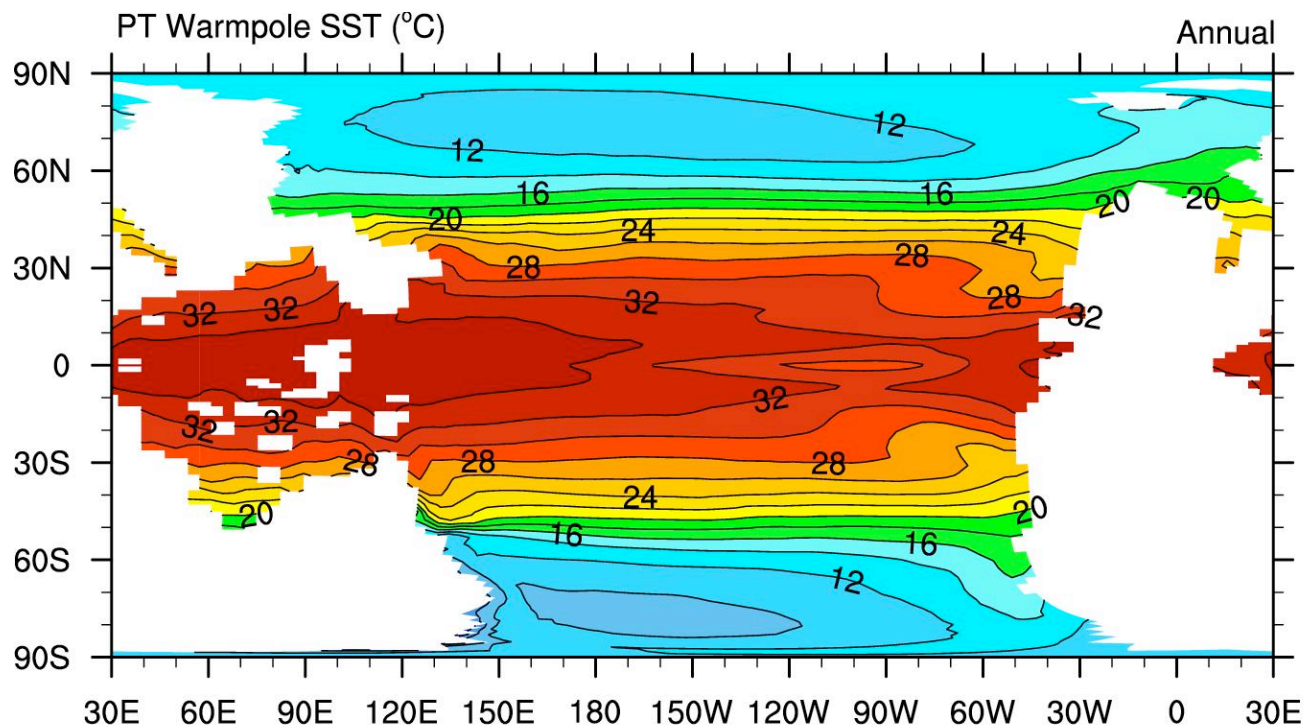 PT Warmpole SST (°C) Annual
90N
12
12
60N
16 16
20 20 20
24 24
30N
28 28
28
32 32 32 32
0
32
32 32
30S
28 28 28
24
20 20
16 16
60S
12
90S
30E 60E 90E 120E 150E 180 150W 120W 90W 60W 30W 0 30E